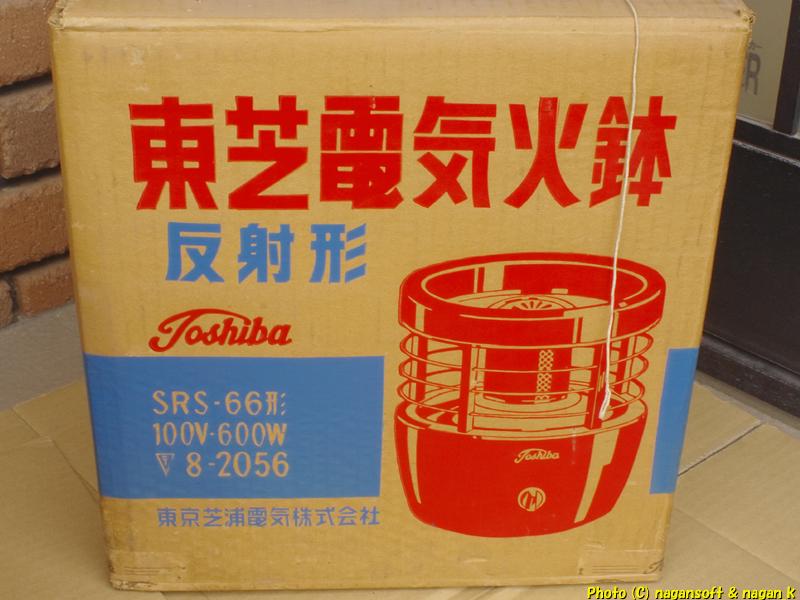 東芝電気火鉢
反射形
Toshiba
SRS-66形
100V-600W
8-2056
東京芝浦電気株式会社
Toshiba
Photo (C) nagansoft & nagan k